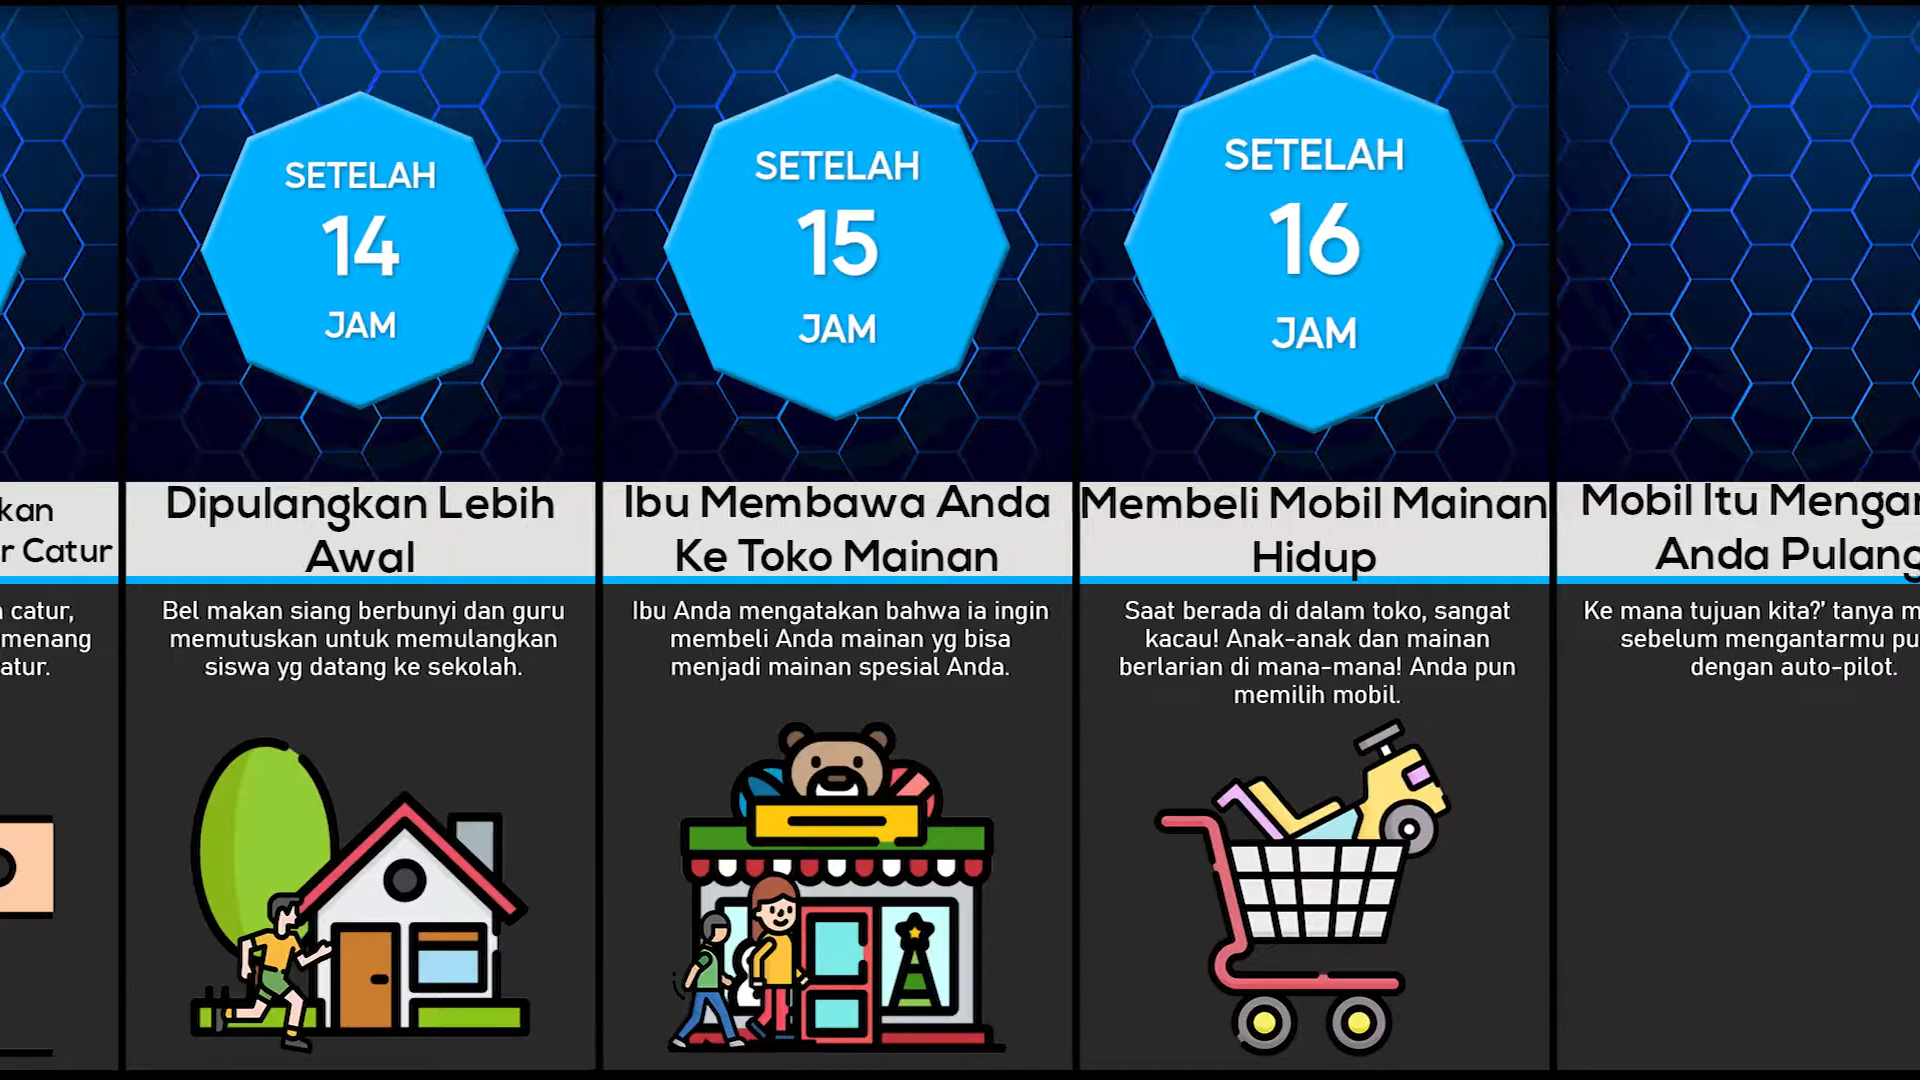 kan
r Catur
catur,
menang
atur.
SETELAH
14
JAM
Dipulangkan Lebih
Awal
Bel makan siang berbunyi dan guru
memutuskan untuk memulangkan
siswa yg datang ke sekolah.
SETELAH
15
JAM
Ibu Membawa Anda
Ke Toko Mainan
Ibu Anda mengatakan bahwa ia ingin
membeli Anda mainan yg bisa
menjadi mainan spesial Anda.
SETELAH
16
JAM
Membeli Mobil Mainan
Hidup
Saat berada di dalam toko, sangat
kacau! Anak-anak dan mainan
berlarian di mana-mana! Anda pun
memilih mobil.
Mobil Itu Mengan
Anda Pulang
Ke mana tujuan kita?' tanya m
sebelum mengantarmu pu
dengan auto-pilot.